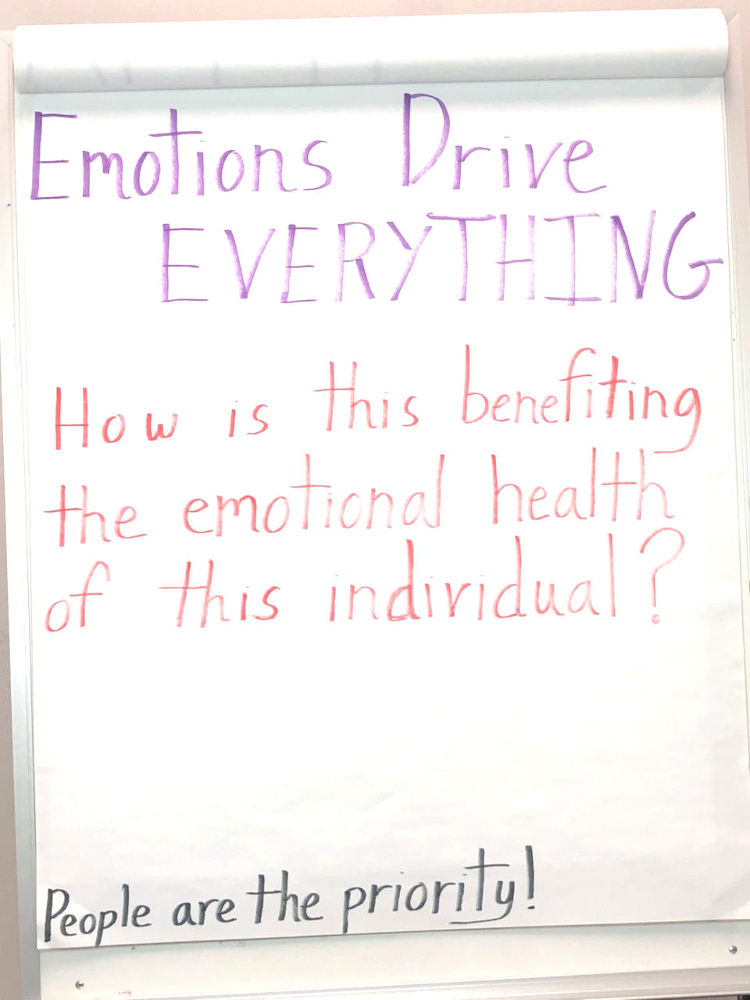 Emotions Drive
EVERYTHING
How is this benefiting
the emotional health
of this individual?
People are the priority!